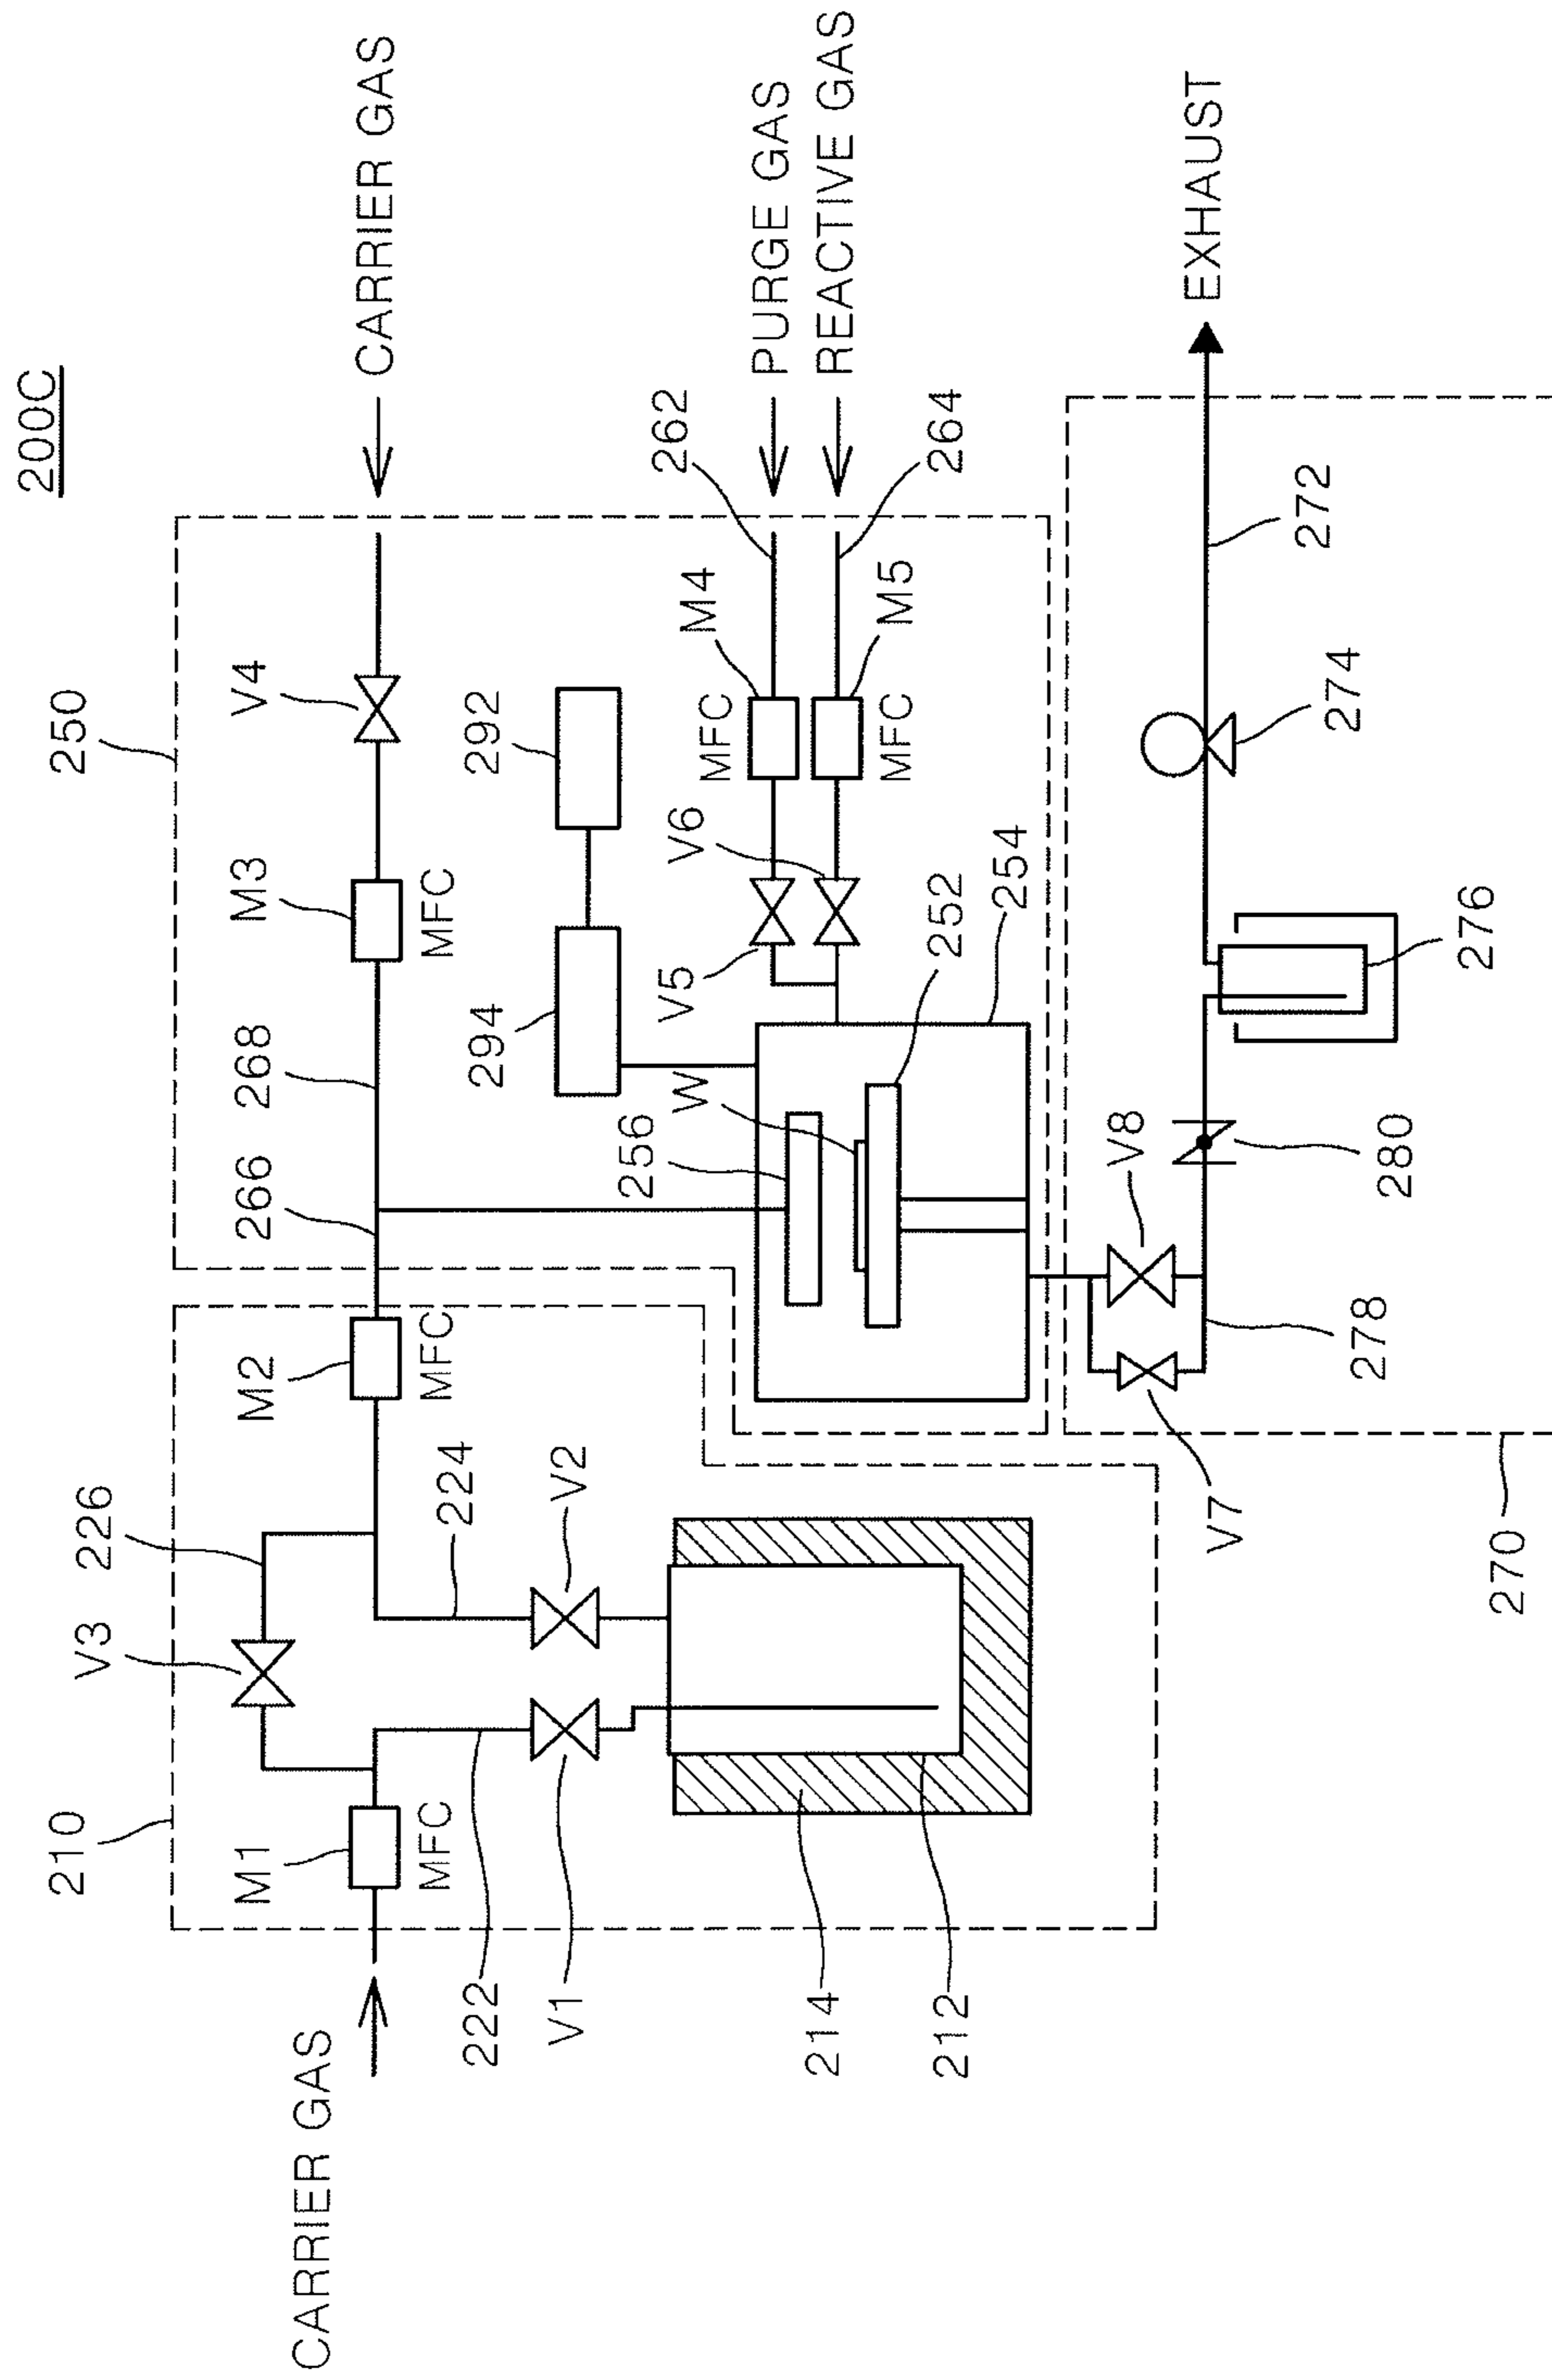 200C
210
250
V3
226
M1
M2
266
268
M3
V4
CARRIER GAS
CARRIER GAS
MFC
MFC
MFC
222
224
294
292
V1
V2
256
W
V5
V6
M4
262
MFC
PURGE GAS
REACTIVE GAS
214
MFC
M5
264
212
252
254
V8
EXHAUST
V7
272
274
278
280
276
270